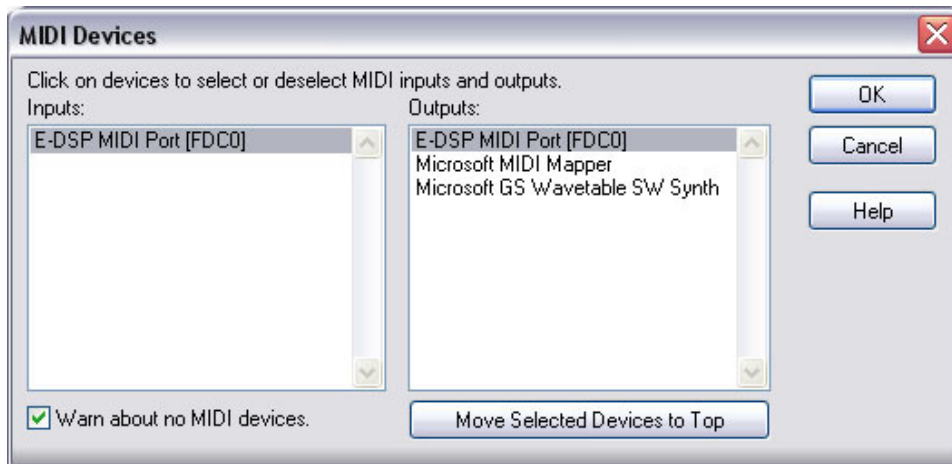 MIDI Devices
Click on devices to select or deselect MIDI inputs and outputs.
Inputs:
Outputs:
E-DSP MIDI Port [FDC0]
E-DSP MIDI Port [FDC0]
Microsoft MIDI Mapper
Microsoft GS Wavetable SW Synth
OK
Cancel
Help
Warn about no MIDI devices.
Move Selected Devices to Top